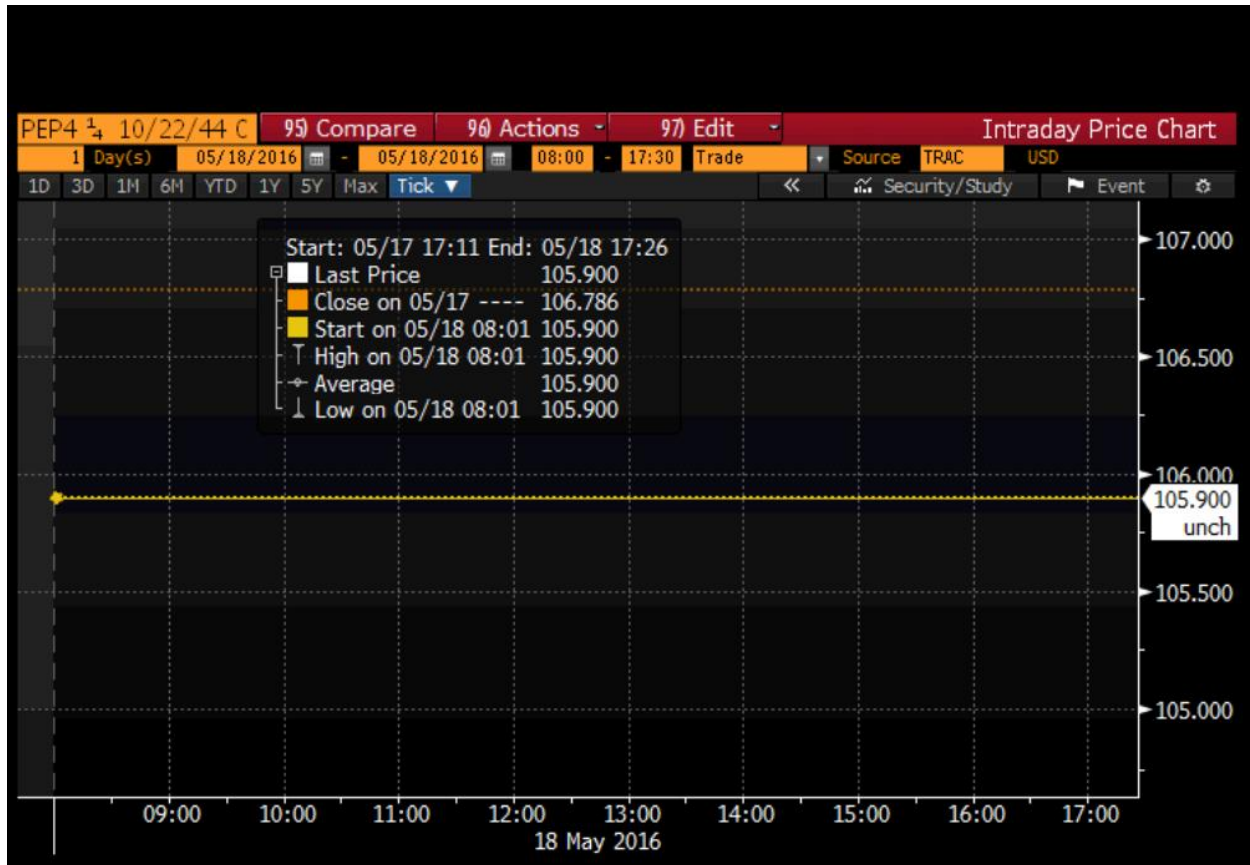 PEP4 ¼ 10/22/44 C 95) Compare 96) Actions 97) Edit Intraday Price Chart
1 Day(s) 05/18/2016 - 05/18/2016 08:00 - 17:30 Trade Source TRAC USD
1D 3D 1M 6M YTD 1Y 5Y Max Tick ▼ « Security/Study Event
Start: 05/17 17:11 End: 05/18 17:26
Last Price 105.900
Close on 05/17 ---- 106.786
Start on 05/18 08:01 105.900
High on 05/18 08:01 105.900
Average 105.900
Low on 05/18 08:01 105.900
107.000
106.500
106.000
105.900
unch
105.500
105.000
09:00 10:00 11:00 12:00 13:00 14:00 15:00 16:00 17:00
18 May 2016